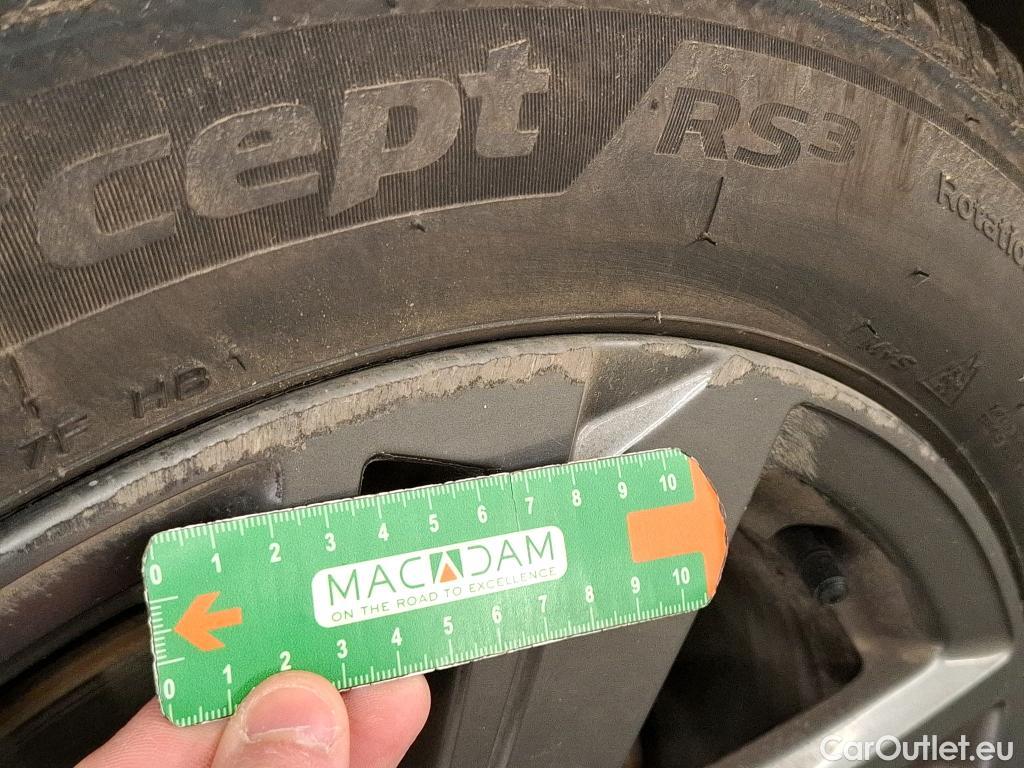 cept RS3
Rotatio
HB
M+S
0 1 2 3 4 5 6 7 8 9 10
MACADAM
ON THE ROAD TO EXCELLENCE
0 1 2 3 4 5 6 7 8 9 10
CarOutlet.eu